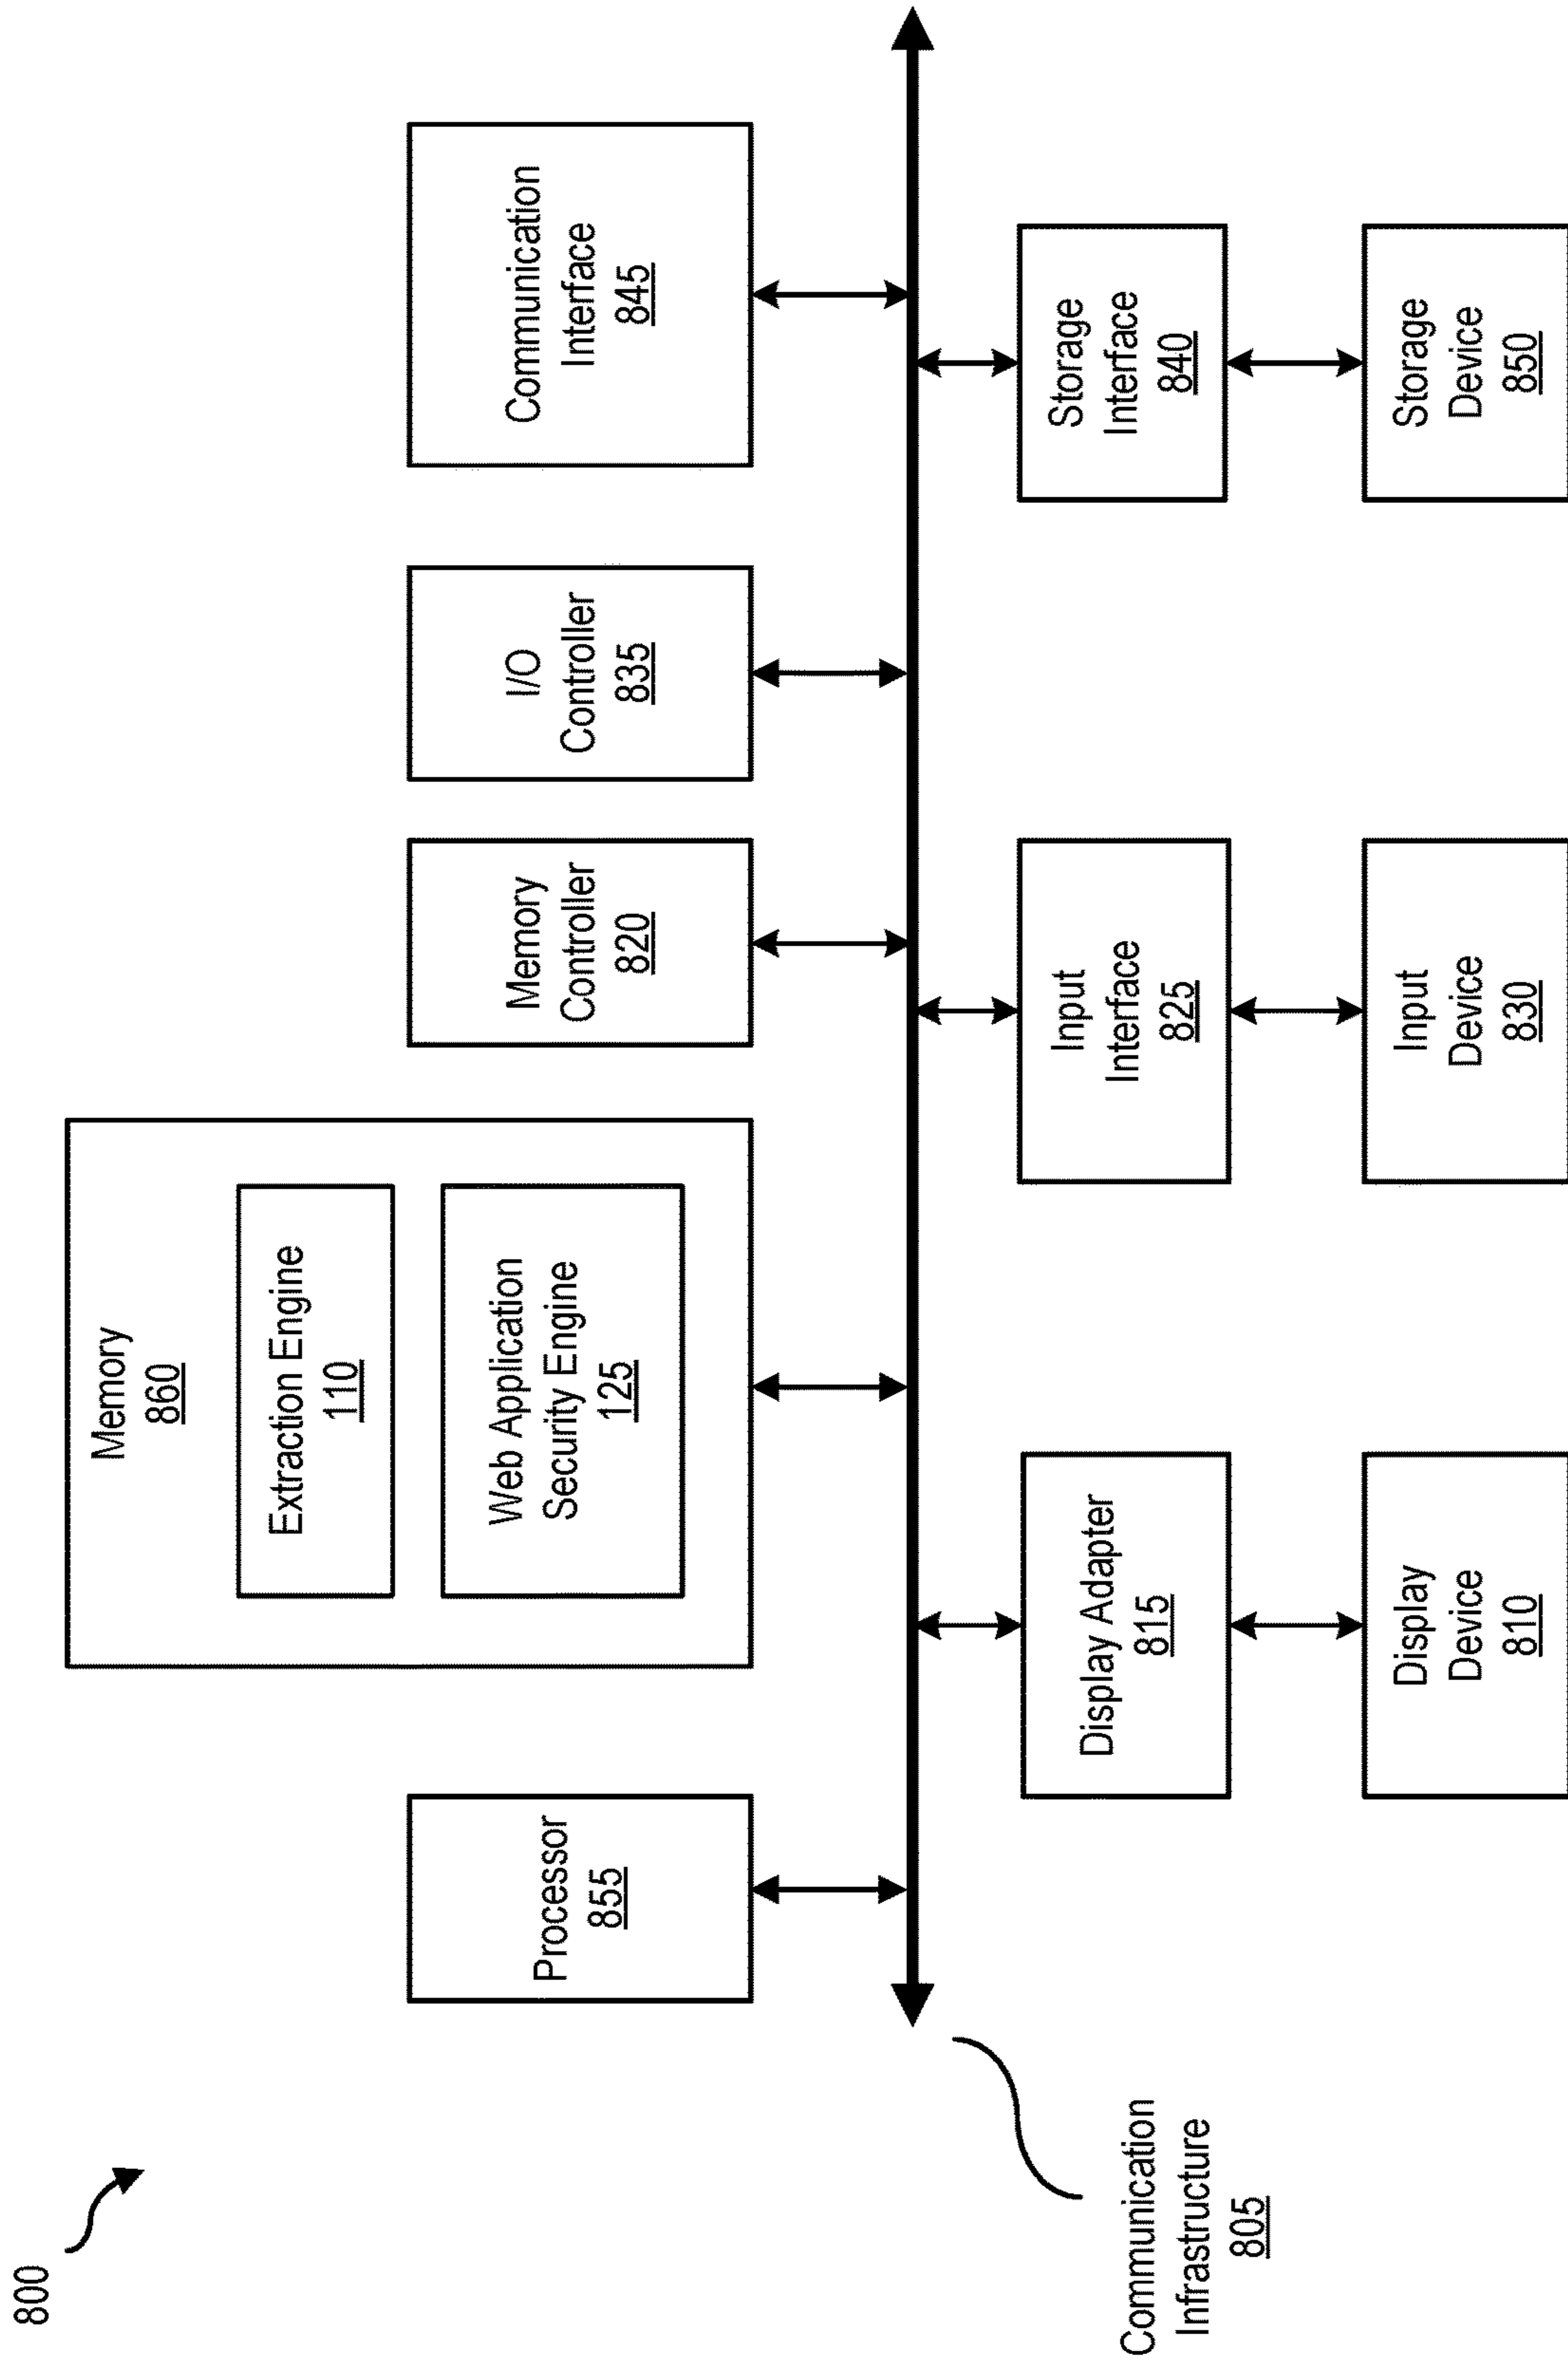 800
Memory
860
Extraction Engine
110
Web Application
Security Engine
125
Processor
855
Memory
Controller
820
I/O
Controller
835
Communication
Interface
845
Communication
Infrastructure
805
Display Adapter
815
Input
Interface
825
Storage
Interface
840
Display
Device
810
Input
Device
830
Storage
Device
850